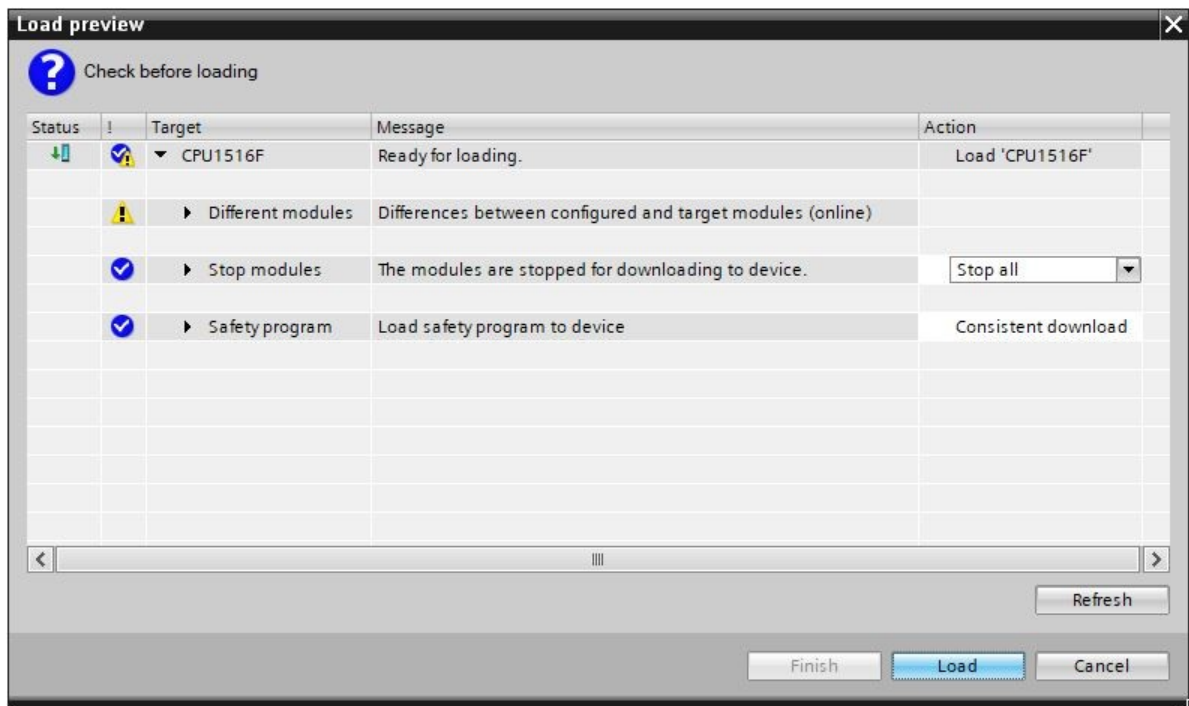 Load preview
Check before loading
Status ! Target Message Action
CPU1516F Ready for loading. Load 'CPU1516F'
Different modules Differences between configured and target modules (online)
Stop modules The modules are stopped for downloading to device. Stop all
Safety program Load safety program to device Consistent download
Refresh
Finish Load Cancel